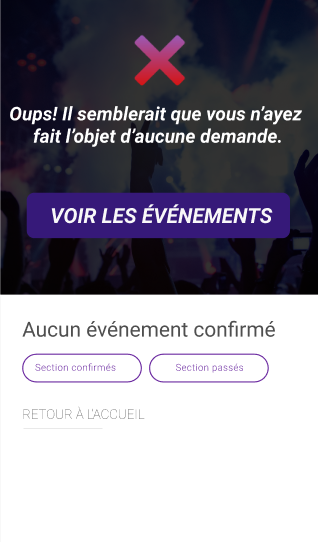 Oups! Il semblerait que vous n’ayez
fait l’objet d’aucune demande.
VOIR LES ÉVÉNEMENTS
Aucun événement confirmé
Section confirmés
Section passés
RETOUR À L'ACCUEIL